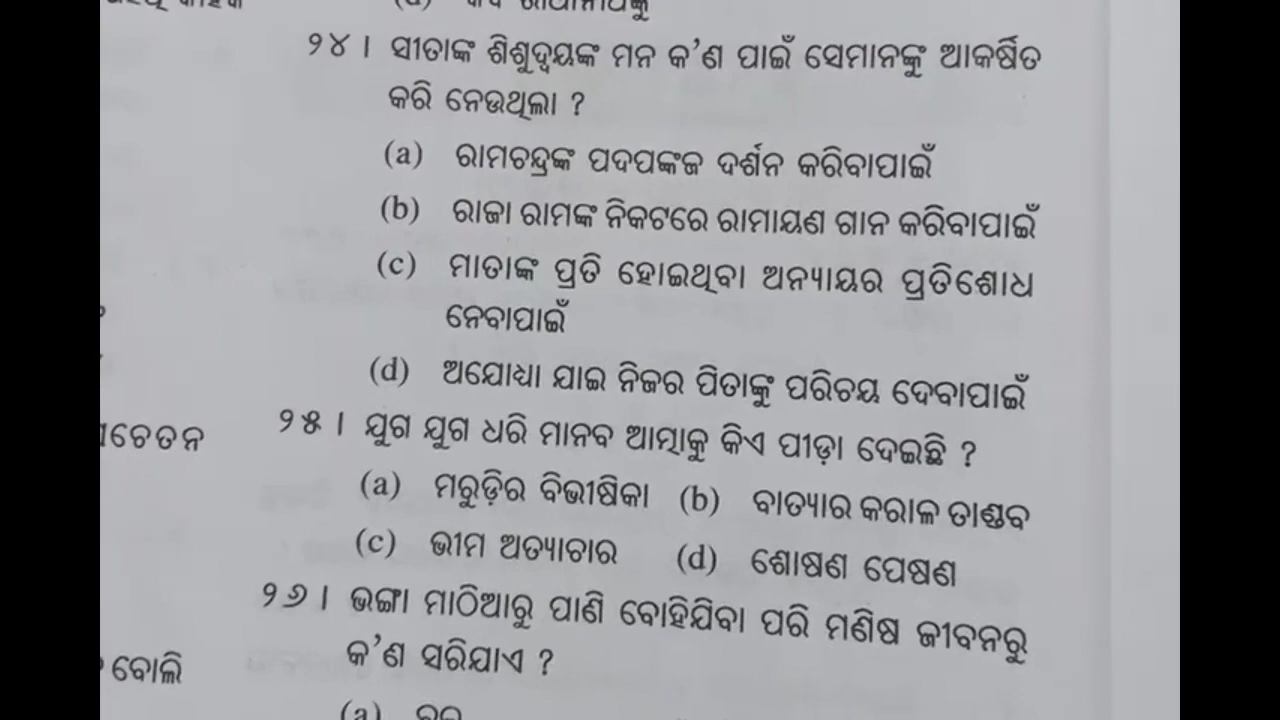 ୨୪ । ସୀତାଙ୍କ ଶିଶୁଦ୍ୱୟଙ୍କ ମନ କ'ଣ ପାଇଁ ସେମାନଙ୍କୁ ଆକର୍ଷିତ
କରି ନେଉଥିଲା ?
(a) ରାମଚନ୍ଦ୍ରଙ୍କ ପଦପଙ୍କଜ ଦର୍ଶନ କରିବାପାଇଁ
(b) ରାଜା ରାମଙ୍କ ନିକଟରେ ରାମାୟଣ ଗାନ କରିବାପାଇଁ
(c) ମାତାଙ୍କ ପ୍ରତି ହୋଇଥିବା ଅନ୍ୟାୟର ପ୍ରତିଶୋଧ
ନେବାପାଇଁ
(d) ଅଯୋଧ୍ୟା ଯାଇ ନିଜର ପିତାଙ୍କୁ ପରିଚୟ ଦେବାପାଇଁ
ଚେତନ
୨୫ । ଯୁଗ ଯୁଗ ଧରି ମାନବ ଆତ୍ମାକୁ କିଏ ପୀଡ଼ା ଦେଇଛି ?
(a) ମରୁଡ଼ିର ବିଭୀଷିକା (b) ବାତ୍ୟାର କରାଳ ତାଣ୍ଡବ
(c) ଭୀମ ଅତ୍ୟାଚାର (d) ଶୋଷଣ ପେଷଣ
୨୬ । ଭଙ୍ଗା ମାଠିଆରୁ ପାଣି ବୋହିଯିବା ପରି ମଣିଷ ଜୀବନରୁ
କ'ଣ ସରିଯାଏ ?
ବୋଲି
(a)